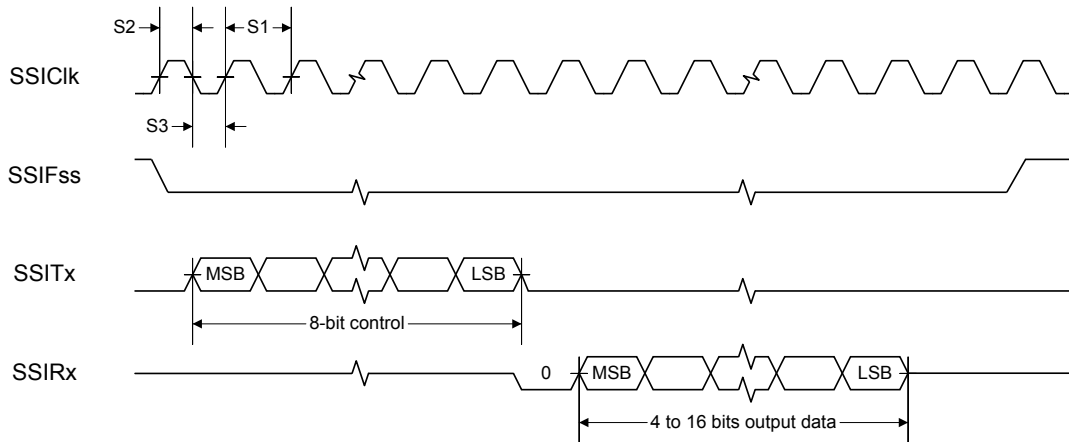 S2
S1
SSIClk
S3
SSIFss
SSITx
MSB
LSB
8-bit control
SSIRx
0
MSB
LSB
4 to 16 bits output data